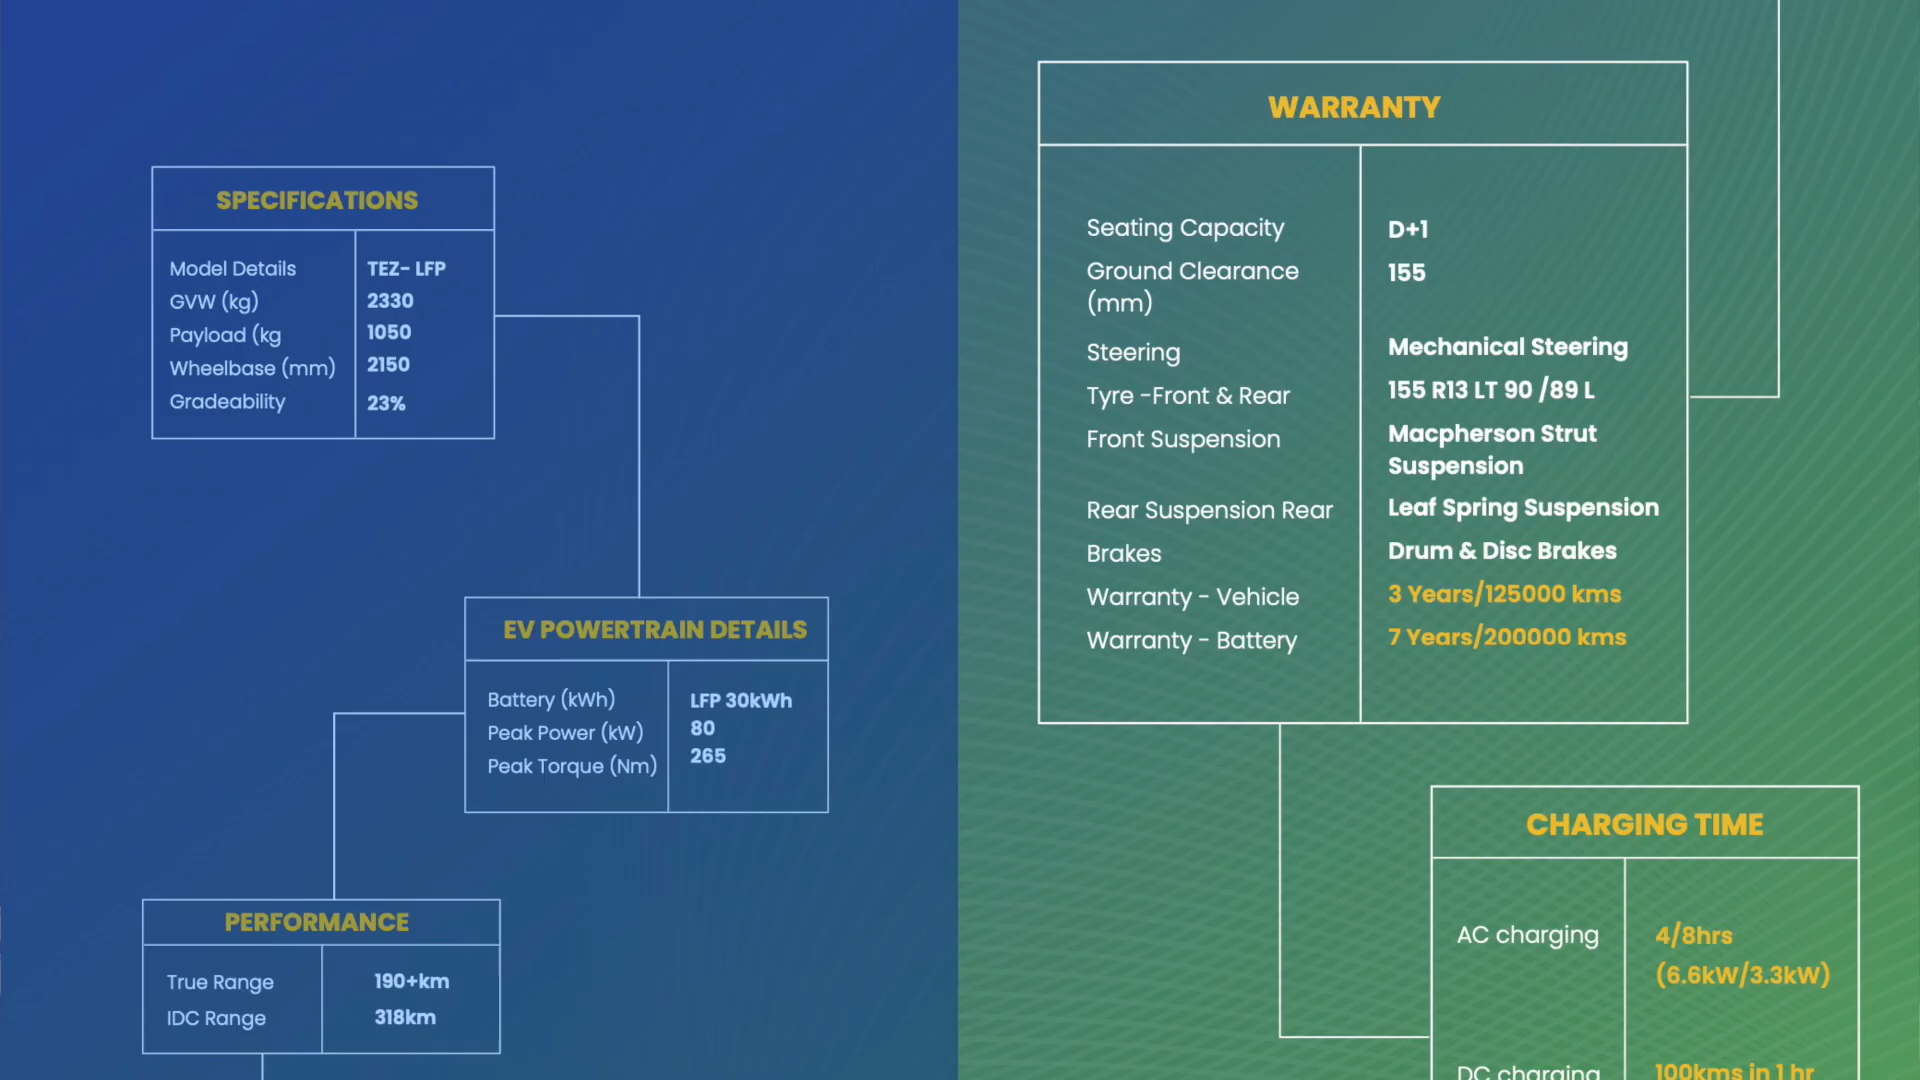 SPECIFICATIONS
Model Details TEZ- LFP
GVW (kg) 2330
Payload (kg 1050
Wheelbase (mm) 2150
Gradeability 23%
EV POWERTRAIN DETAILS
Battery (kWh) LFP 30kWh
Peak Power (kW) 80
Peak Torque (Nm) 265
PERFORMANCE
True Range 190+km
IDC Range 318km
WARRANTY
Seating Capacity D+1
Ground Clearance 155
(mm)
Steering Mechanical Steering
Tyre -Front & Rear 155 R13 LT 90 /89 L
Front Suspension Macpherson Strut
Suspension
Rear Suspension Rear Leaf Spring Suspension
Brakes Drum & Disc Brakes
Warranty - Vehicle 3 Years/125000 kms
Warranty - Battery 7 Years/200000 kms
CHARGING TIME
AC charging 4/8hrs
(6.6kW/3.3kW)
DC charging 100kms in 1 hr